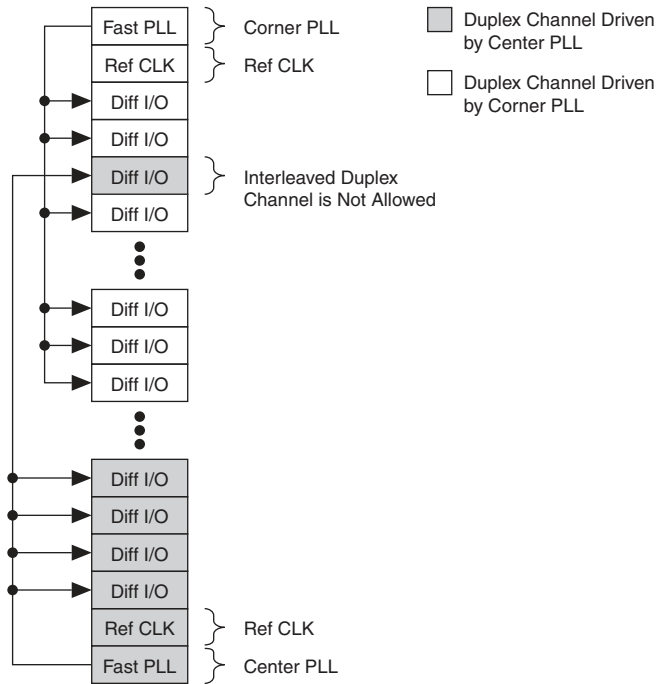 Fast PLL
Corner PLL
Duplex Channel Driven
by Center PLL
Ref CLK
Ref CLK
Duplex Channel Driven
by Corner PLL
Diff I/O
Diff I/O
Diff I/O
Interleaved Duplex
Channel is Not Allowed
Diff I/O
Diff I/O
Diff I/O
Diff I/O
Diff I/O
Diff I/O
Diff I/O
Diff I/O
Ref CLK
Ref CLK
Fast PLL
Center PLL